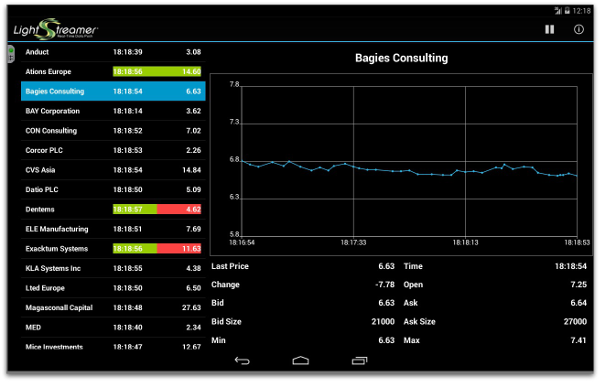 12:18
LightStreamer
Bagies Consulting
Anduct 18:18:39 3.08
Ations Europe 18:18:56 14.60
Bagies Consulting 18:18:54 6.63
BAY Corporation 18:18:14 3.62
CON Consulting 18:18:52 7.02
Corcor PLC 18:18:53 2.26
CVS Asia 18:18:54 14.84
Datio PLC 18:18:50 5.09
Dentems 18:18:57 4.62
ELE Manufacturing 18:18:51 7.69
Exacktum Systems 18:18:56 11.63
KLA Systems Inc 18:18:55 4.38
Lted Europe 18:18:50 6.50
Magasconall Capital 18:18:48 27.63
MED 18:18:40 2.34
Mice Investments 18:18:47 12.67
7.8
7.3
6.8
6.3
5.8
18:16:54 18:17:33 18:18:13 18:18:53
Last Price 6.63 Time 18:18:54
Change -7.78 Open 7.25
Bid 6.63 Ask 6.64
Bid Size 21000 Ask Size 27000
Min 6.63 Max 7.41